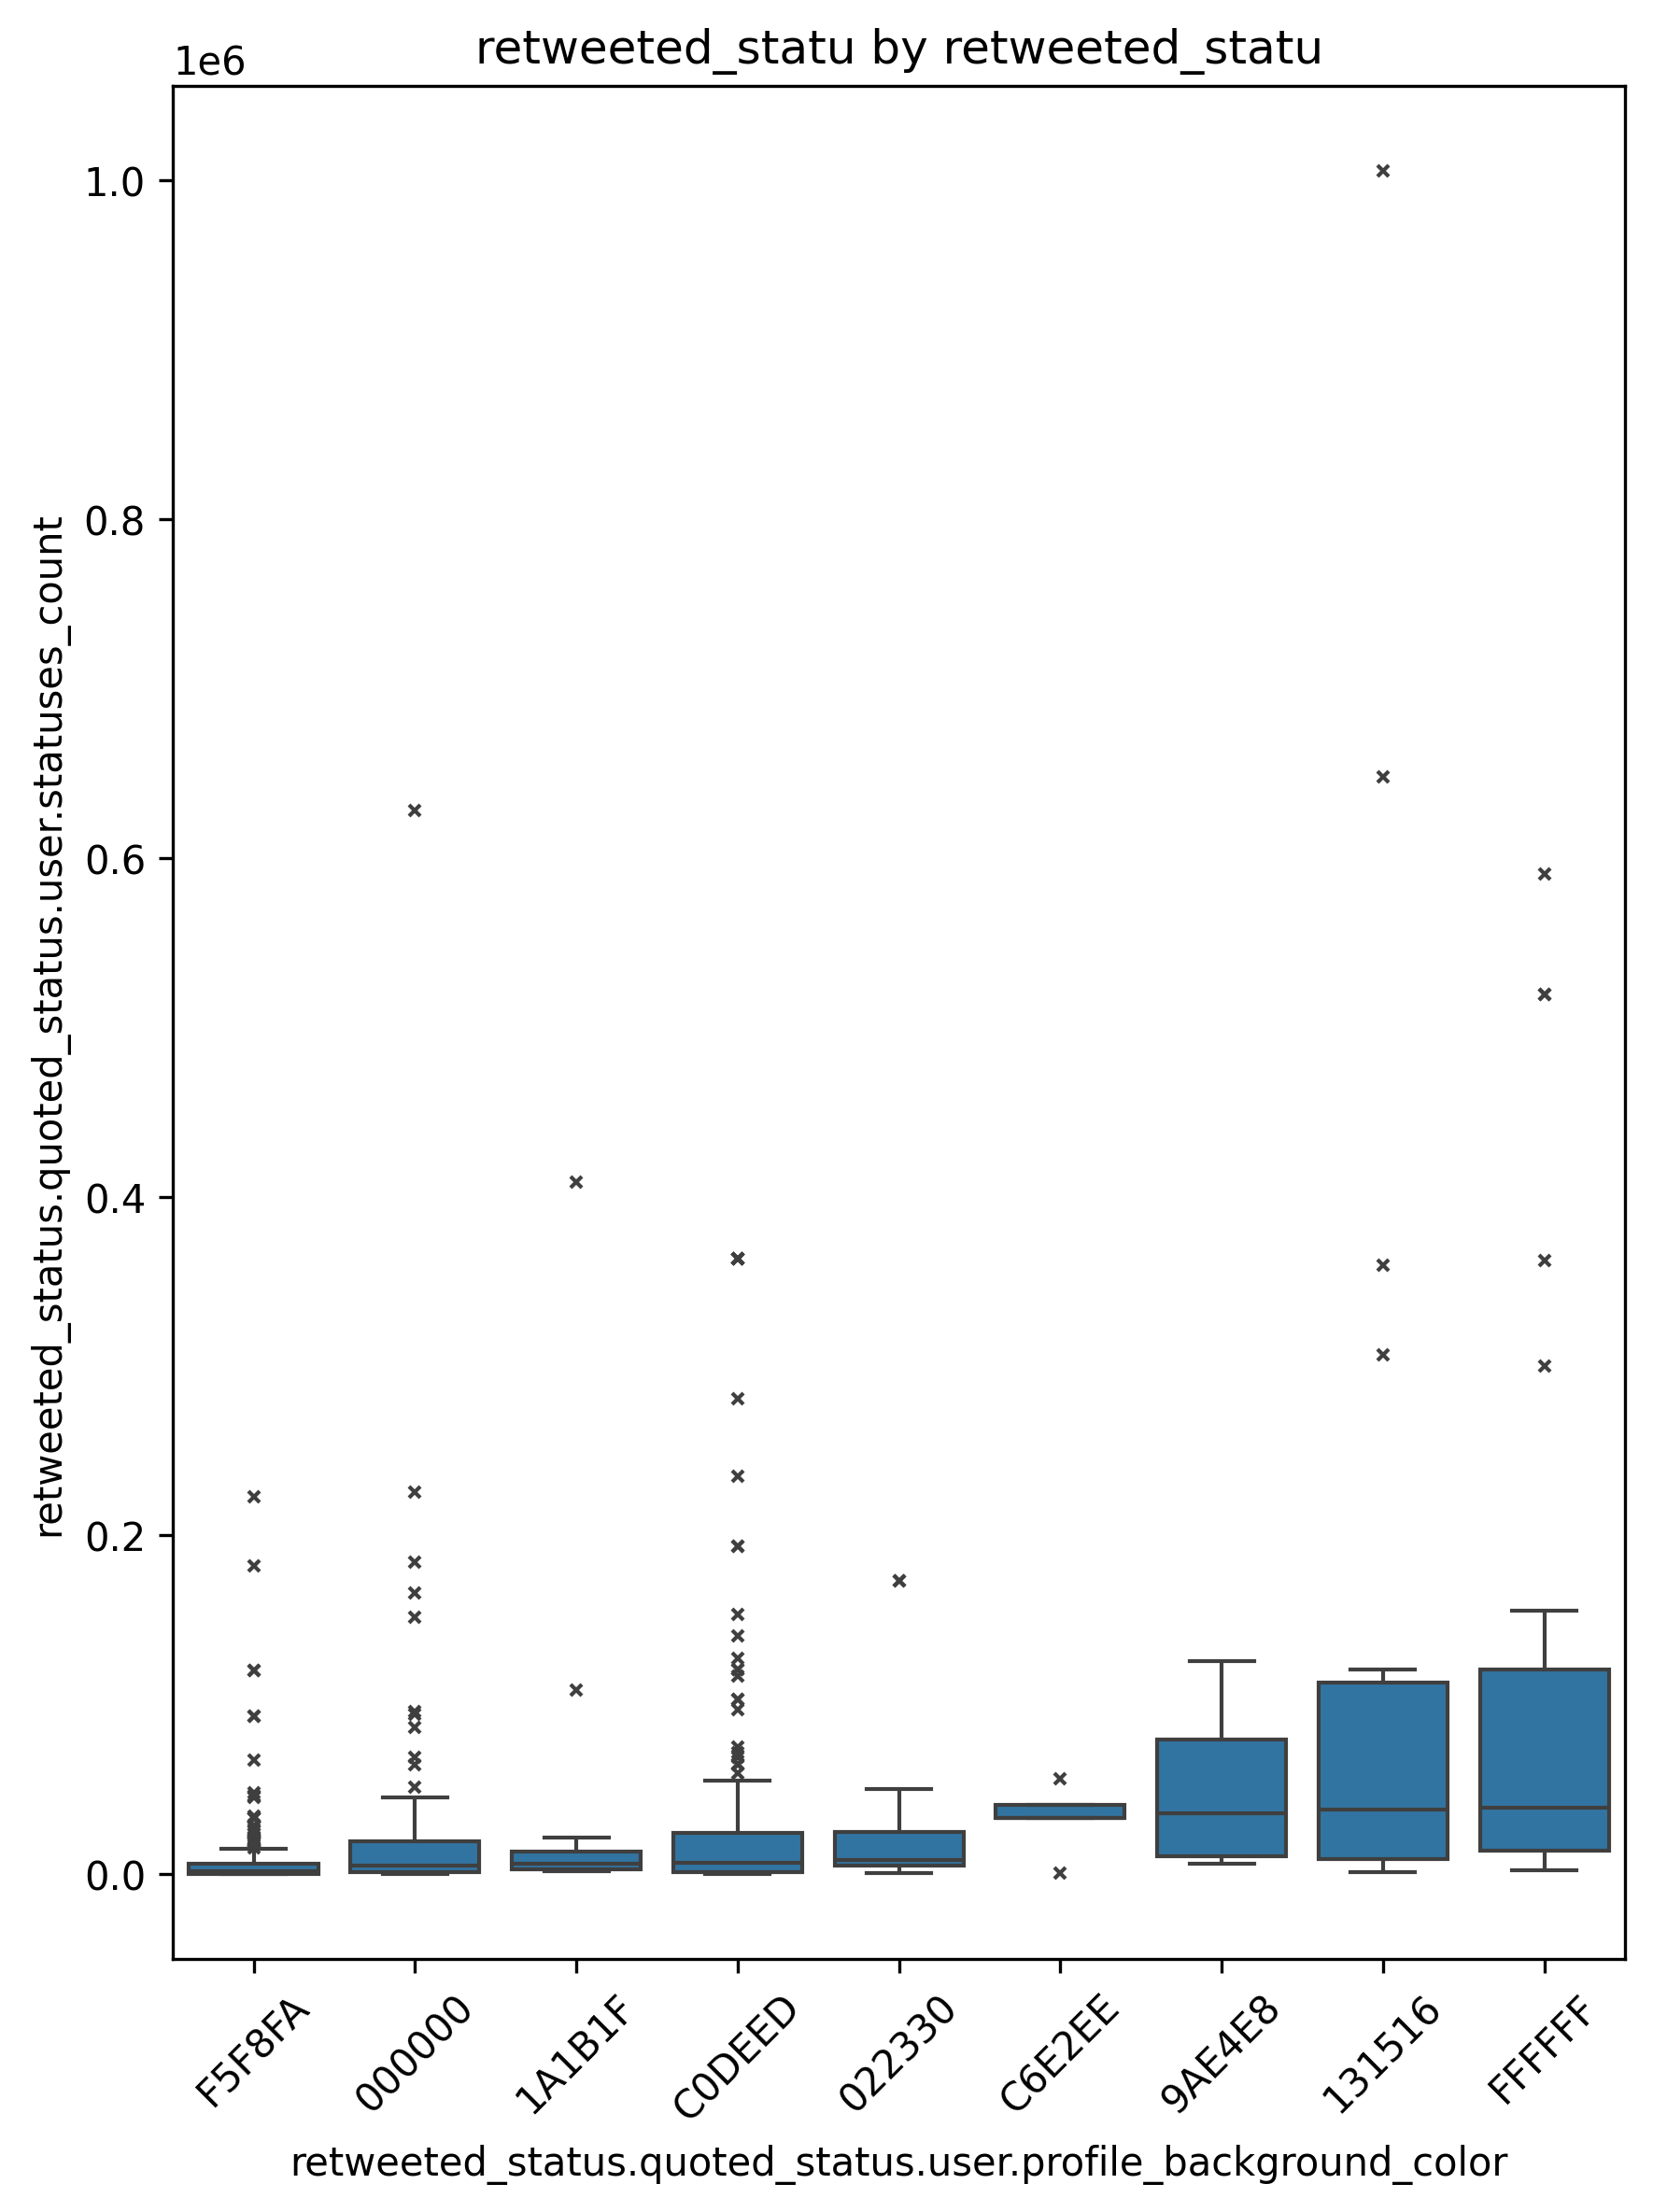 retweeted_statu by retweeted_statu
1e6
1.0
0.8
0.6
0.4
0.2
0.0
retweeted_status.quoted_status.user.statuses_count
F5F8FA
000000
1A1B1F
C0DEED
022330
C6E2EE
9AE4E8
131516
FFFFFF
retweeted_status.quoted_status.user.profile_background_color